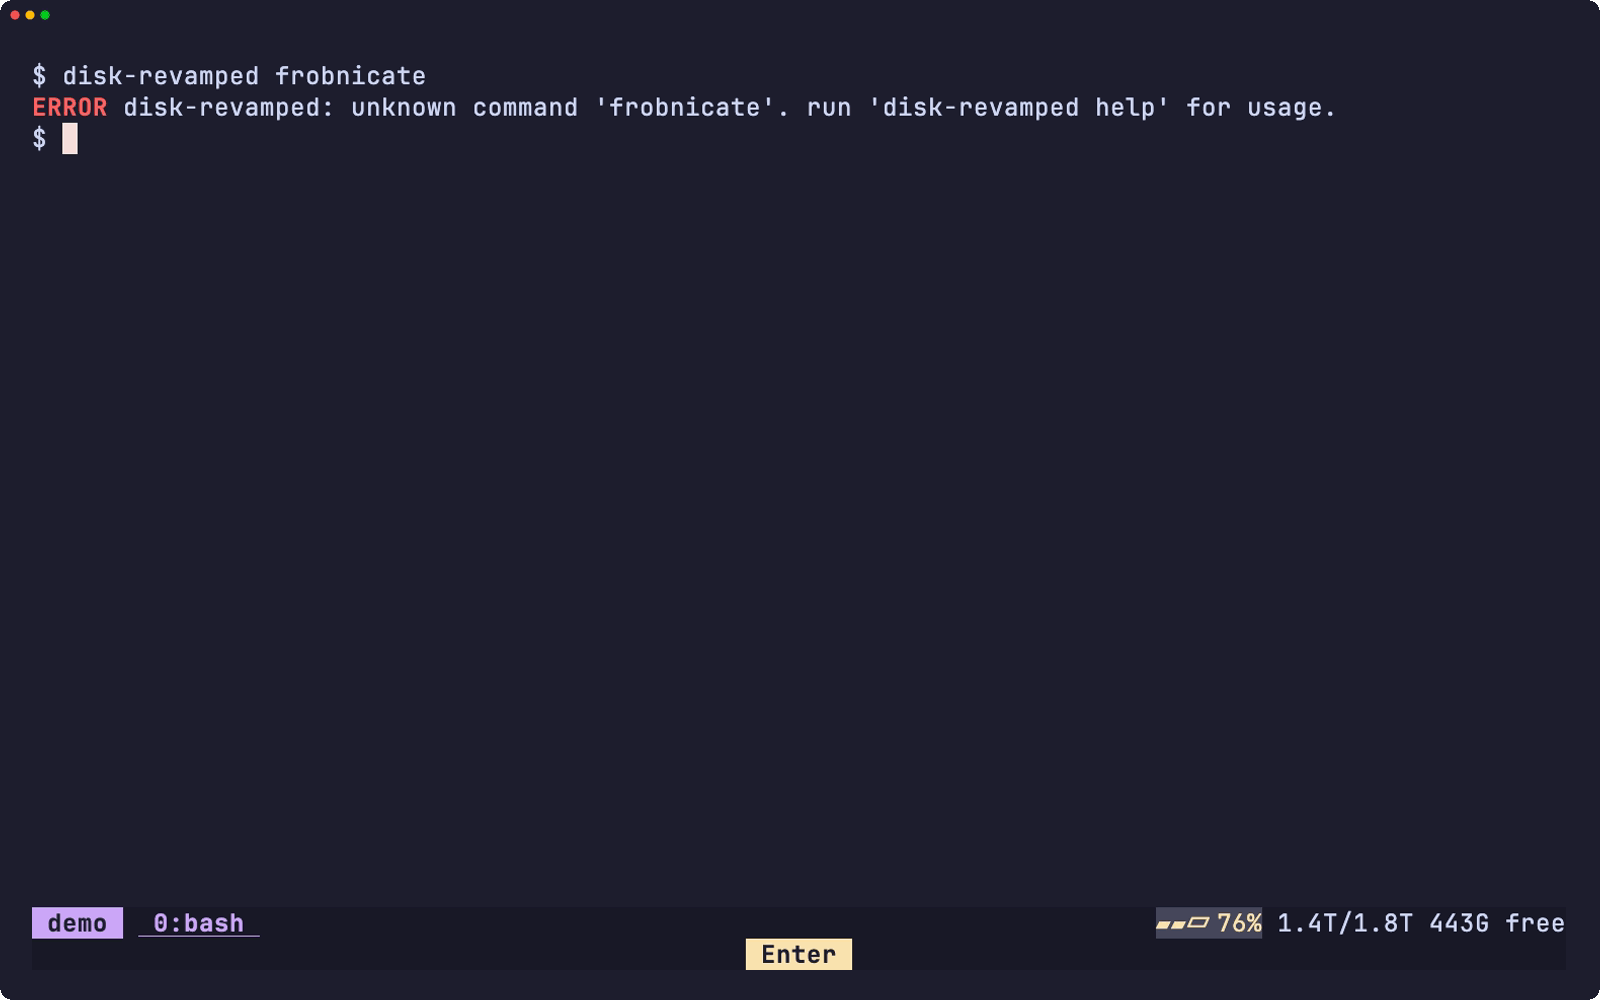 $ disk-revamped frobnicate
ERROR disk-revamped: unknown command 'frobnicate'. run 'disk-revamped help' for usage.
$
demo 0:bash 76% 1.4T/1.8T 443G free
Enter